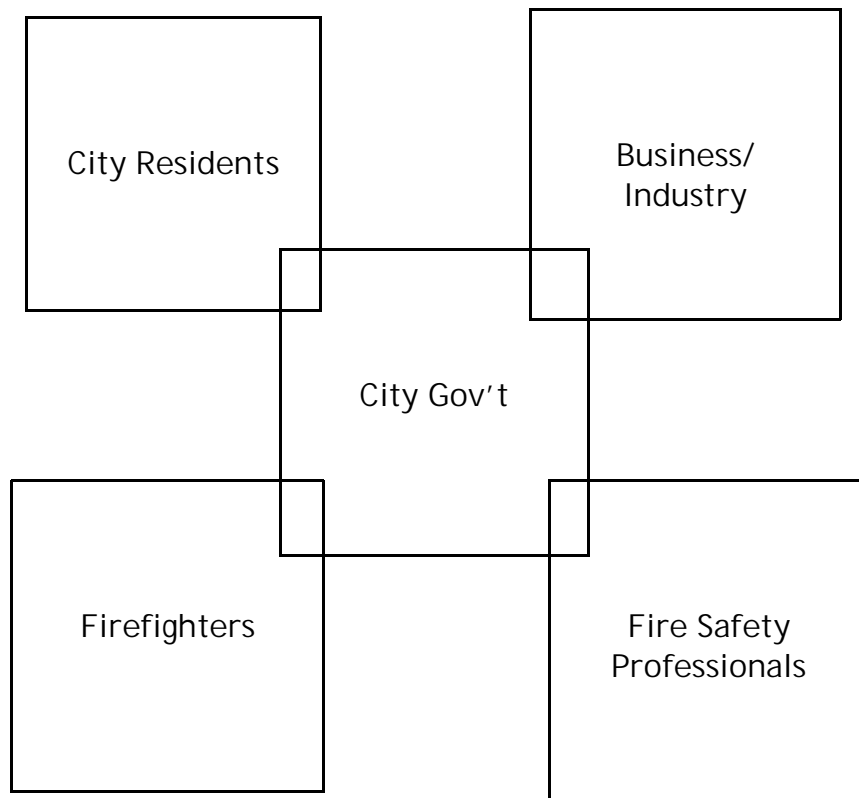 City Residents
Business/
Industry
City Gov't
Firefighters
Fire Safety
Professionals